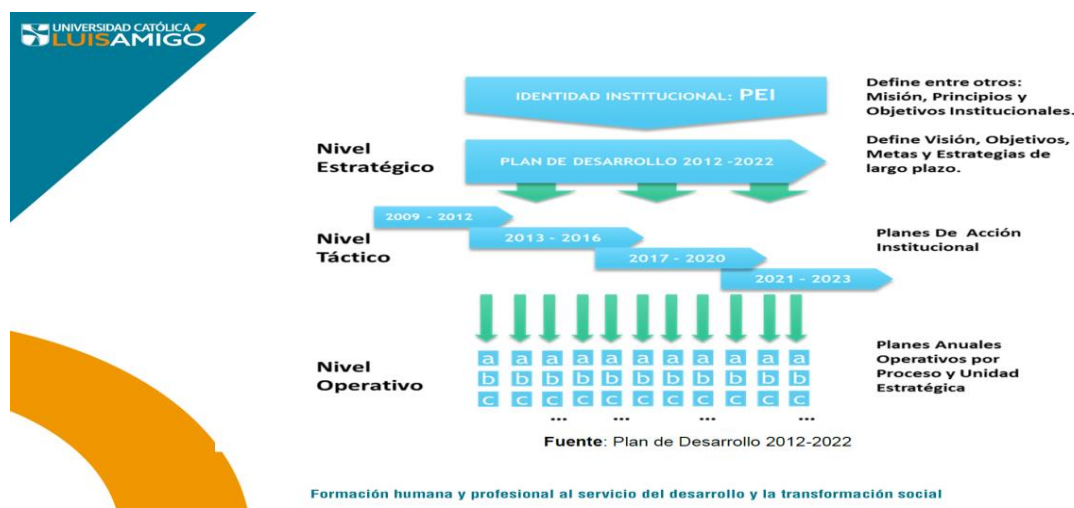 UNIVERSIDAD CATÓLICA
LUIS AMIGÓ
IDENTIDAD INSTITUCIONAL: PEI
Define entre otros:
Misión, Principios y
Objetivos Institucionales.
Nivel
Estratégico
PLAN DE DESARROLLO 2012 -2022
Define Visión, Objetivos,
Metas y Estrategias de
largo plazo.
Nivel
Táctico
2009 - 2012
2013 - 2016
2017 - 2020
2021 - 2023
Planes De Acción
Institucional
Nivel
Operativo
a a a a a a a a a a a
b b b b b b b b b b b
c c c c c c c c c c c
... ... ... ...
Planes Anuales
Operativos por
Proceso y Unidad
Estratégica
Fuente: Plan de Desarrollo 2012-2022
Formación humana y profesional al servicio del desarrollo y la transformación social